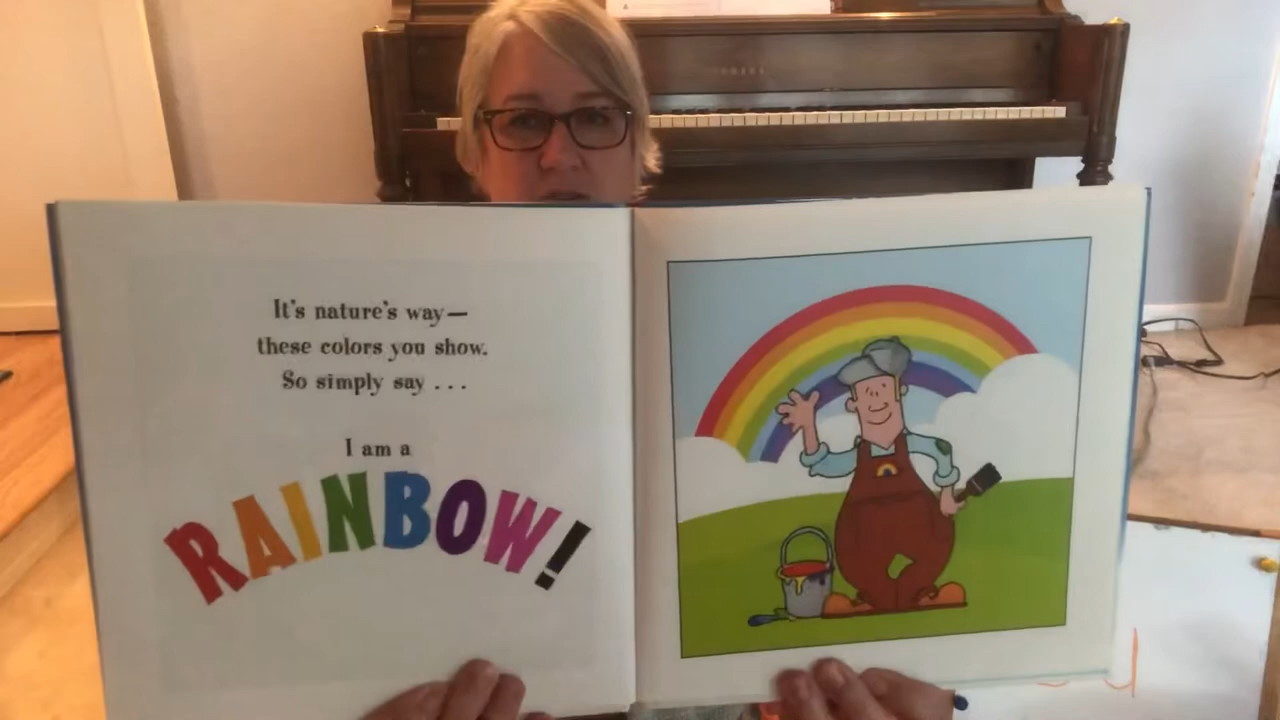 It's nature's way—
these colors you show.
So simply say . . .
I am a
RAINBOW!